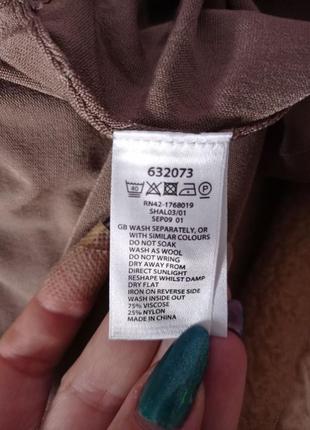 632073
40 P
RN42-1768019
SHAL03/01
SEP09 01
GB WASH SEPARATELY, OR
WITH SIMILAR COLOURS
DO NOT SOAK
WASH AS WOOL
DO NOT WRING
DRY AWAY FROM
DIRECT SUNLIGHT
RESHAPE WHILST DAMP
DRY FLAT
IRON ON REVERSE SIDE
WASH INSIDE OUT
75% VISCOSE
25% NYLON
MADE IN CHINA